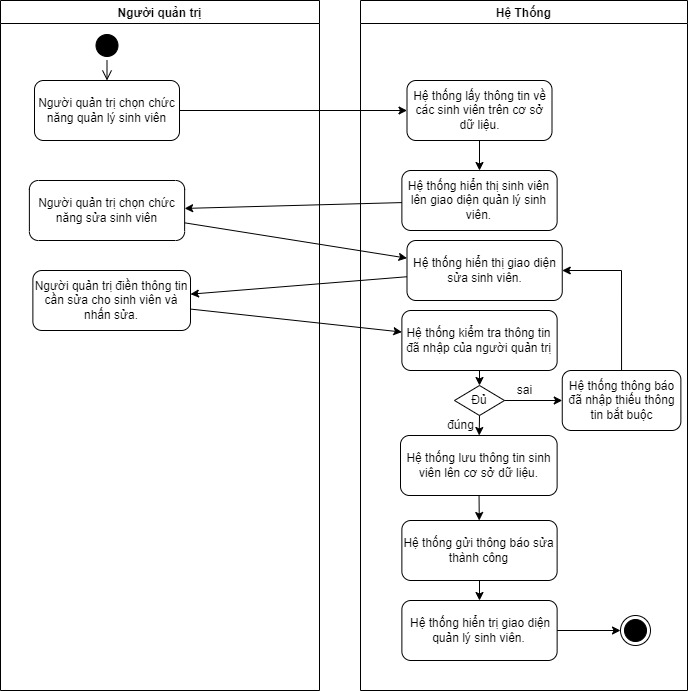 Người quản trị
Hệ Thống
Người quản trị chọn chức
năng quản lý sinh viên
Hệ thống lấy thông tin về
các sinh viên trên cơ sở
dữ liệu.
Hệ thống hiển thị sinh viên
lên giao diện quản lý sinh
viên.
Người quản trị chọn chức
năng sửa sinh viên
Hệ thống hiển thị giao diện
sửa sinh viên.
Người quản trị điền thông tin
cần sửa cho sinh viên và
nhấn sửa.
Hệ thống kiểm tra thông tin
đã nhập của người quản trị
Đủ
sai
Hệ thống thông báo
đã nhập thiếu thông
tin bắt buộc
đúng
Hệ thống lưu thông tin sinh
viên lên cơ sở dữ liệu.
Hệ thống gửi thông báo sửa
thành công
Hệ thống hiển trị giao diện
quản lý sinh viên.